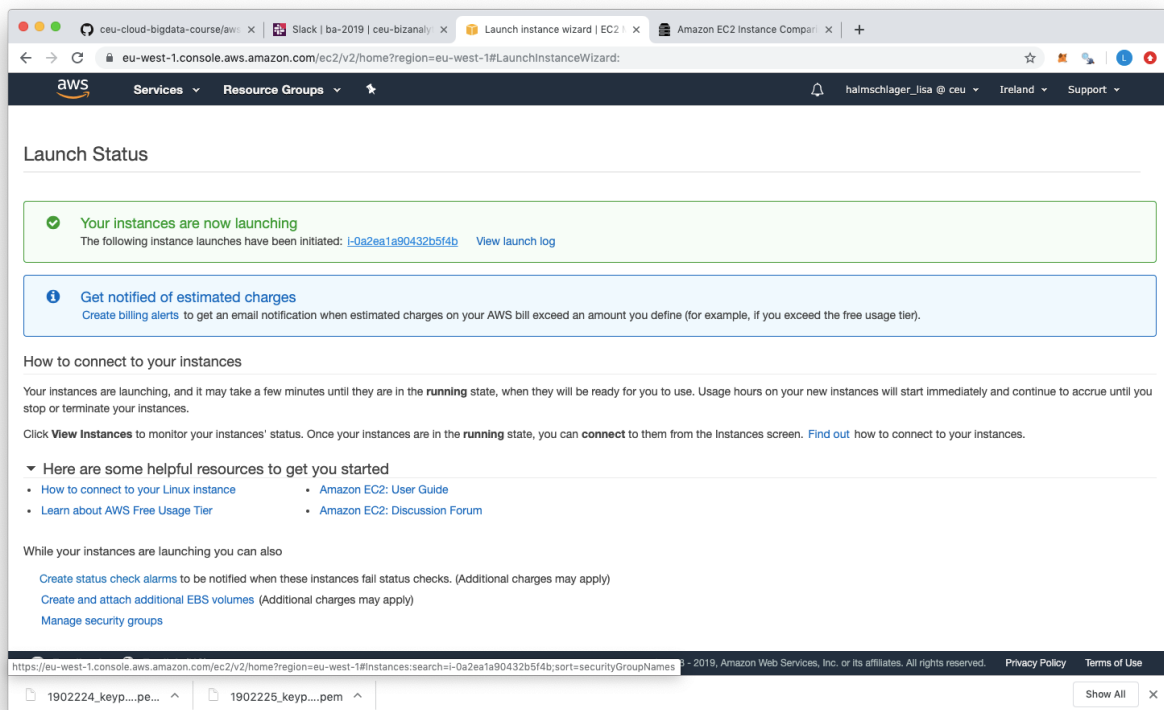 ceu-cloud-bigdata-course/aws
Slack | ba-2019 | ceu-bizanaly
Launch instance wizard | EC2
Amazon EC2 Instance Compari
eu-west-1.console.aws.amazon.com/ec2/v2/home?region=eu-west-1#LaunchInstanceWizard:
L
aws
Services
Resource Groups
halmschlager_lisa @ ceu
Ireland
Support
Launch Status
Your instances are now launching
The following instance launches have been initiated: i-0a2ea1a90432b5f4b View launch log
Get notified of estimated charges
Create billing alerts to get an email notification when estimated charges on your AWS bill exceed an amount you define (for example, if you exceed the free usage tier).
How to connect to your instances
Your instances are launching, and it may take a few minutes until they are in the running state, when they will be ready for you to use. Usage hours on your new instances will start immediately and continue to accrue until you
stop or terminate your instances.
Click View Instances to monitor your instances' status. Once your instances are in the running state, you can connect to them from the Instances screen. Find out how to connect to your instances.
Here are some helpful resources to get you started
• How to connect to your Linux instance
• Amazon EC2: User Guide
• Learn about AWS Free Usage Tier
• Amazon EC2: Discussion Forum
While your instances are launching you can also
Create status check alarms to be notified when these instances fail status checks. (Additional charges may apply)
Create and attach additional EBS volumes (Additional charges may apply)
Manage security groups
https://eu-west-1.console.aws.amazon.com/ec2/v2/home?region=eu-west-1#Instances:search=i-0a2ea1a90432b5f4b;sort=securityGroupNames
- 2019, Amazon Web Services, Inc. or its affiliates. All rights reserved.
Privacy Policy
Terms of Use
1902224_keyp....pe...
1902225_keyp....pem
Show All